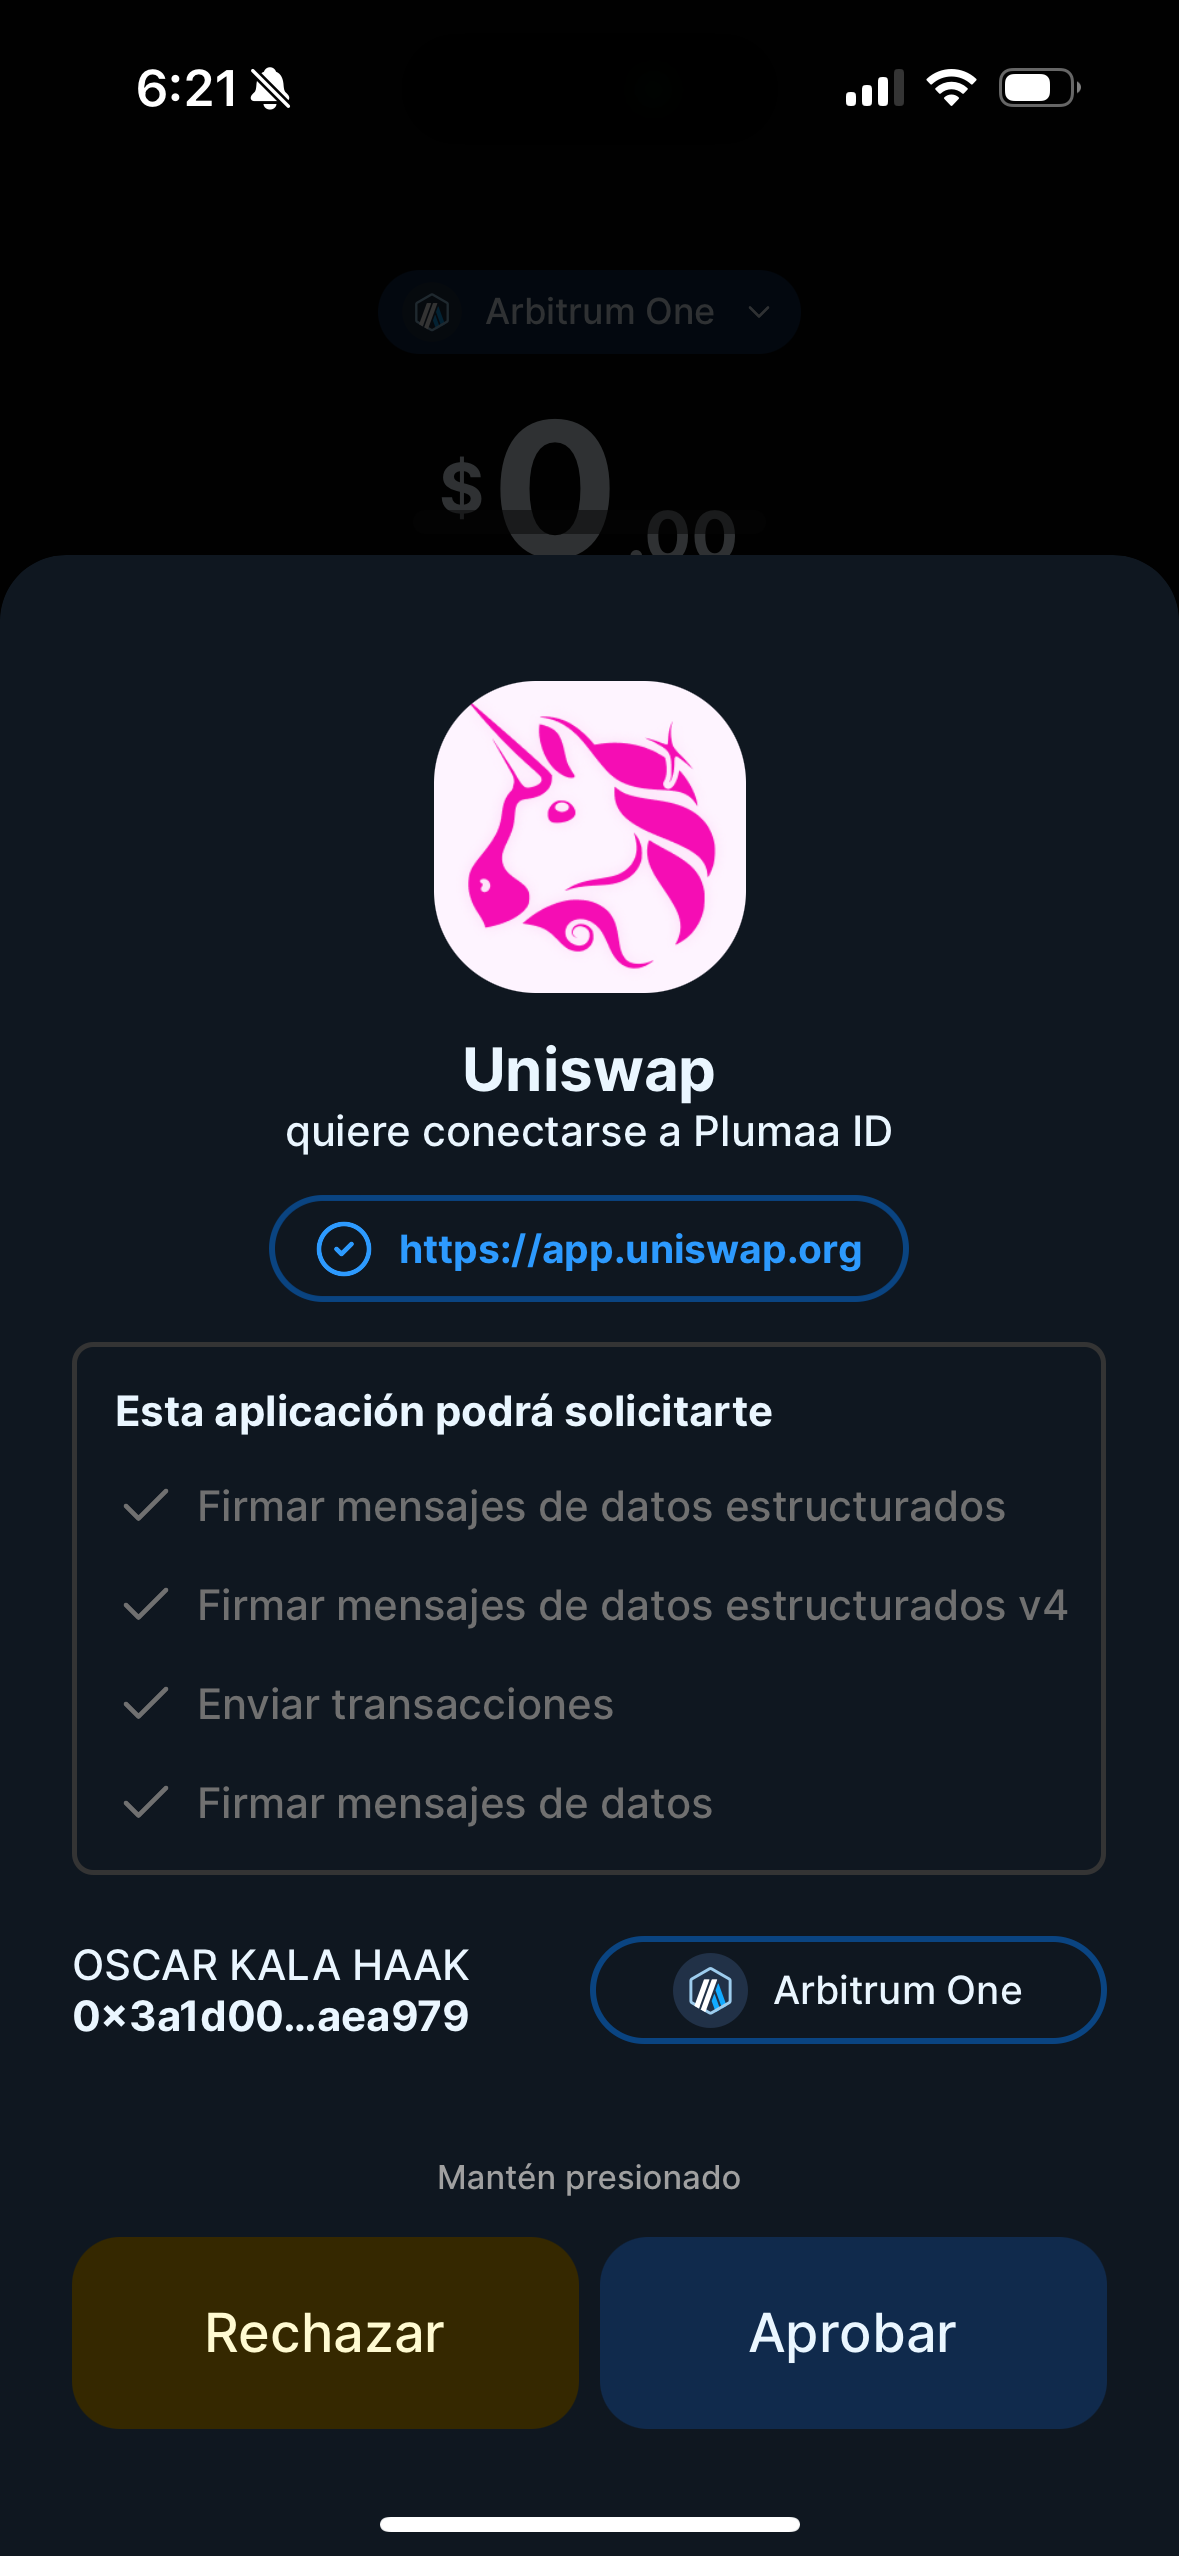 6:21
Arbitrum One
$0.00
Uniswap
quiere conectarse a Plumaa ID
https://app.uniswap.org
Esta aplicación podrá solicitarte
Firmar mensajes de datos estructurados
Firmar mensajes de datos estructurados v4
Enviar transacciones
Firmar mensajes de datos
OSCAR KALA HAAK
0×3a1d00...aea979
Arbitrum One
Mantén presionado
Rechazar
Aprobar